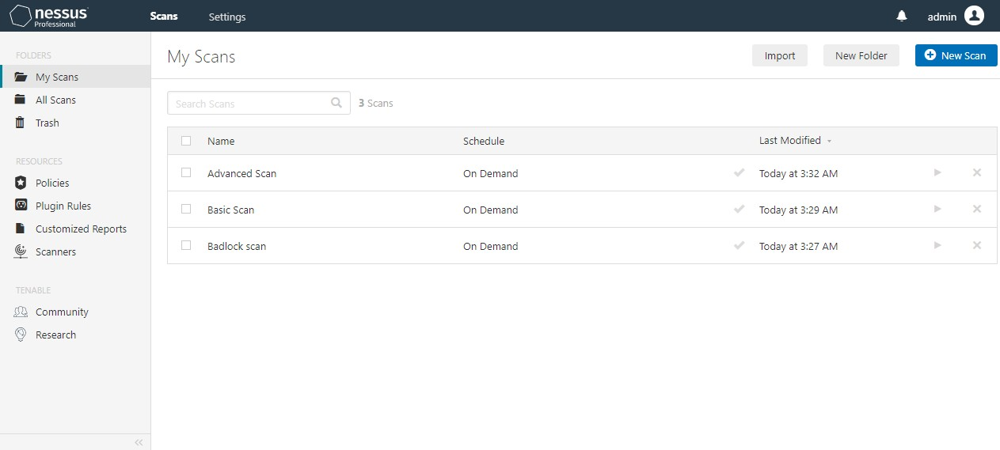 nessus Scans Settings admin
Professional
FOLDERS
My Scans
All Scans
Trash
RESOURCES
Policies
Plugin Rules
Customized Reports
Scanners
TENABLE
Community
Research
My Scans Import New Folder New Scan
Search Scans 3 Scans
Name Schedule Last Modified
Advanced Scan On Demand Today at 3:32 AM
Basic Scan On Demand Today at 3:29 AM
Badlock scan On Demand Today at 3:27 AM